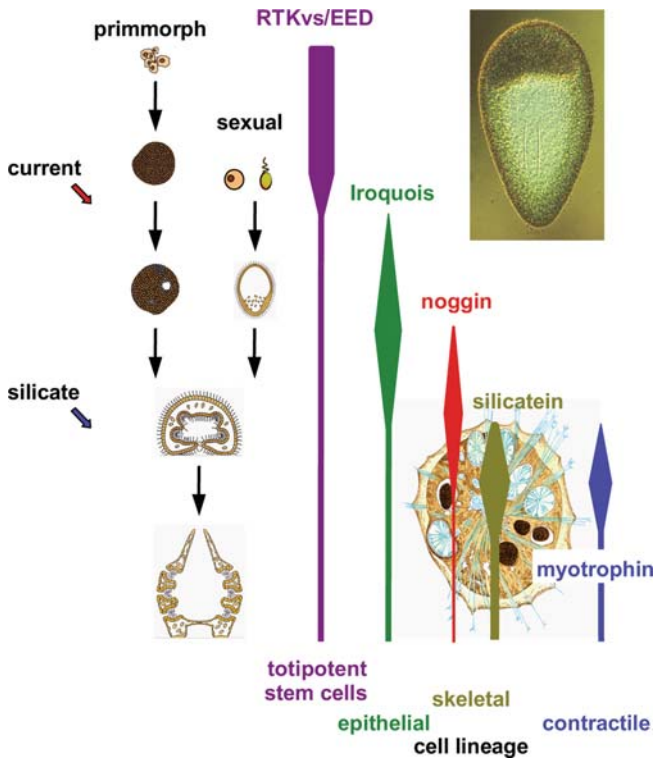 RTKvs/EED
primmorph
sexual
current
Iroquois
noggin
silicate
silicatein
myotrophin
totipotent
stem cells
skeletal
epithelial
contractile
cell lineage